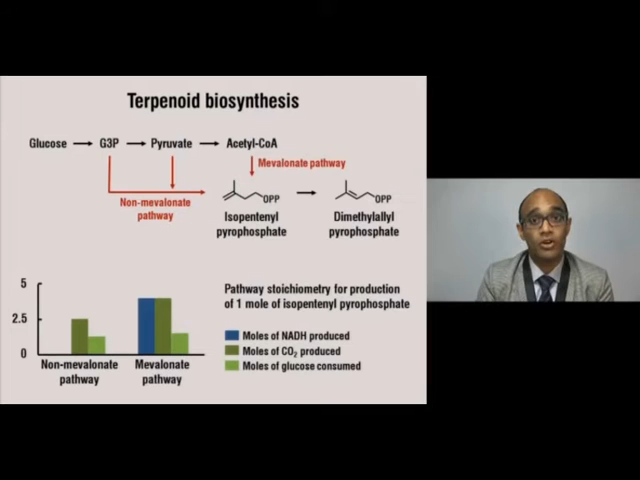 Terpenoid biosynthesis
Glucose G3P Pyruvate Acetyl-CoA
Mevalonate pathway
Non-mevalonate
pathway
OPP OPP
Isopentenyl
pyrophosphate
Dimethylallyl
pyrophosphate
5
2.5
0
Non-mevalonate
pathway
Mevalonate
pathway
Pathway stoichiometry for production
of 1 mole of isopentenyl pyrophosphate
Moles of NADH produced
Moles of CO₂ produced
Moles of glucose consumed